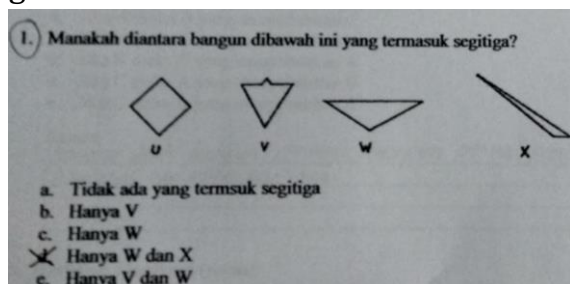 1. Manakah diantara bangun dibawah ini yang termasuk segitiga?
U V W X
a. Tidak ada yang termsuk segitiga
b. Hanya V
c. Hanya W
d. Hanya W dan X
e. Hanya V dan W